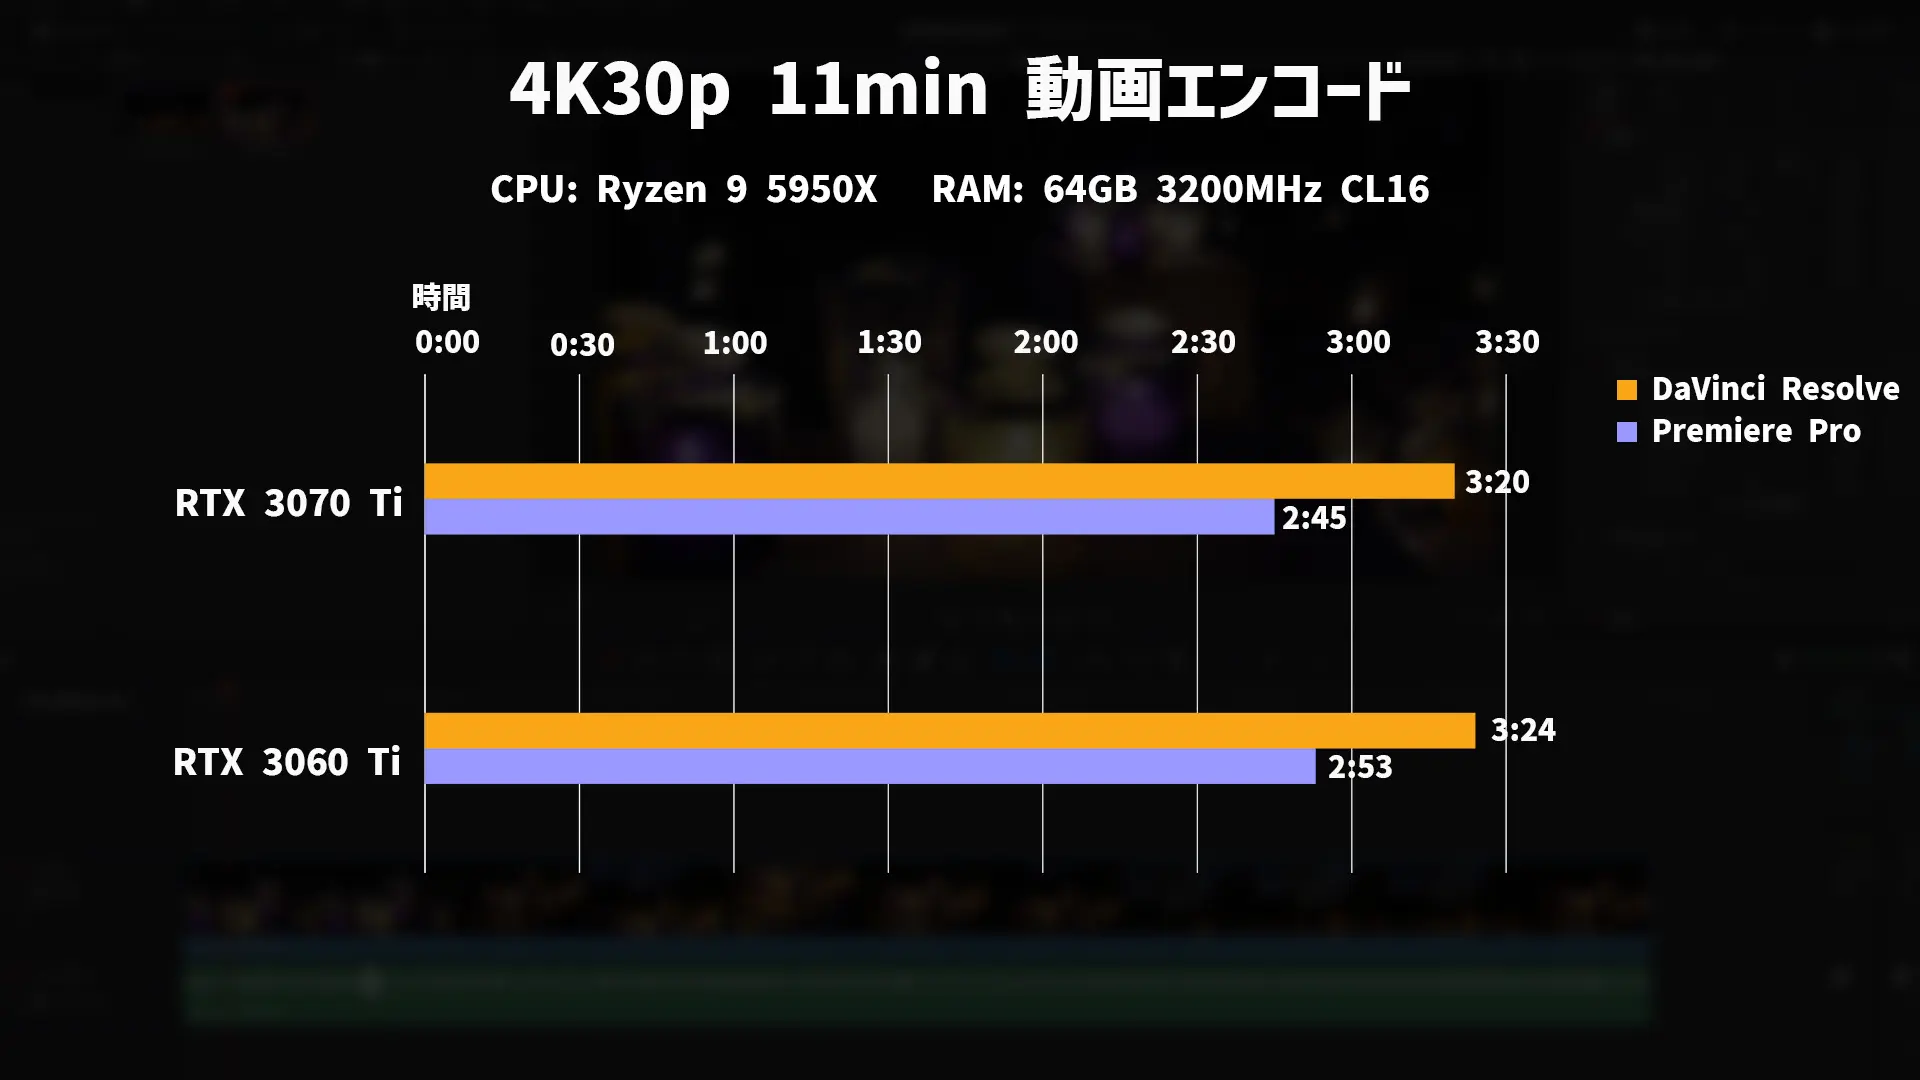 4K30p 11min 動画エンコード
CPU: Ryzen 9 5950X RAM: 64GB 3200MHz CL16
時間
0:00 0:30 1:00 1:30 2:00 2:30 3:00 3:30
DaVinci Resolve
Premiere Pro
RTX 3070 Ti
3:20
2:45
RTX 3060 Ti
3:24
2:53